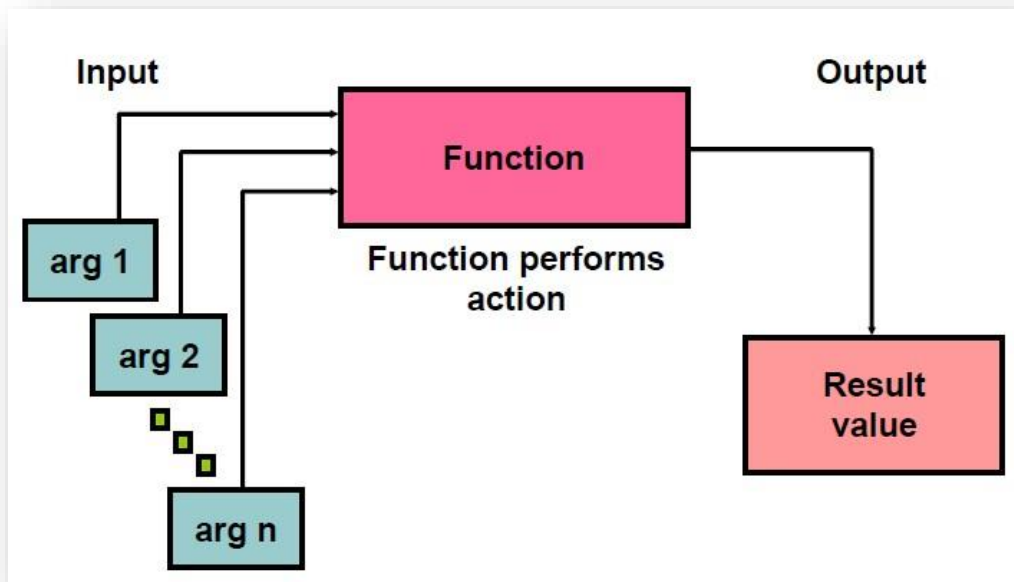 Input
Output
Function
Function performs
action
arg 1
arg 2
arg n
Result
value